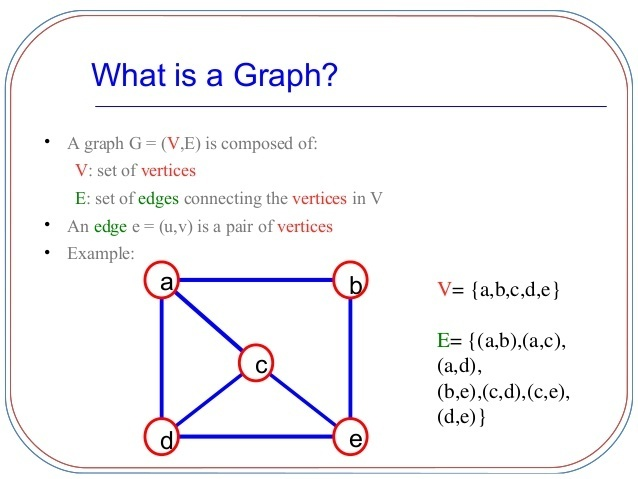 What is a Graph?
• A graph G = (V,E) is composed of:
V: set of vertices
E: set of edges connecting the vertices in V
• An edge e = (u,v) is a pair of vertices
• Example:
a
b
c
d
e
V= {a,b,c,d,e}
E= {(a,b),(a,c),
(a,d),
(b,e),(c,d),(c,e),
(d,e)}